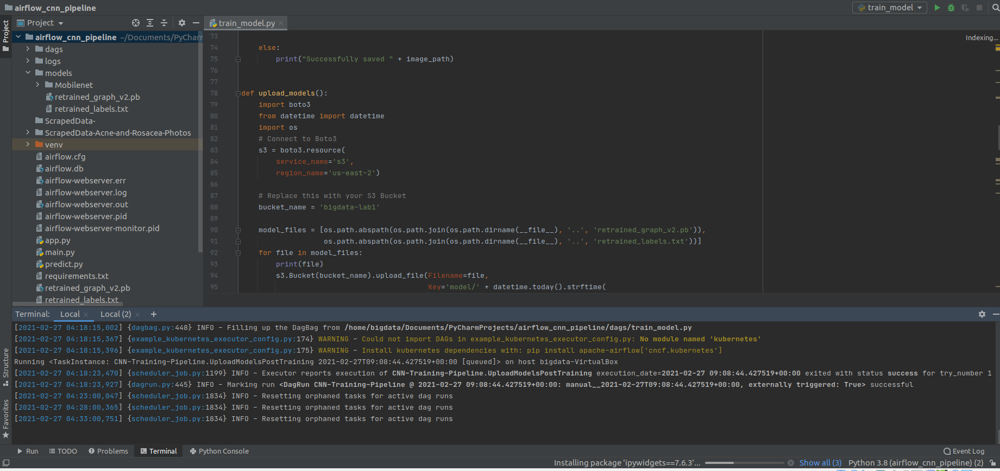 airflow_cnn_pipeline
train_model
Project
Project
train_model.py
airflow_cnn_pipeline ~/Documents/PyCharm
dags
logs
models
Mobilenet
retrained_graph_v2.pb
retrained_labels.txt
ScrapedData-
ScrapedData-Acne-and-Rosacea-Photos
venv
airflow.cfg
airflow.db
airflow-webserver.err
airflow-webserver.log
airflow-webserver.out
airflow-webserver.pid
airflow-webserver-monitor.pid
app.py
main.py
predict.py
requirements.txt
retrained_graph_v2.pb
retrained_labels.txt
Indexing...
73
74 else:
75 print("Successfully saved " + image_path)
76
77
78 def upload_models():
79 import boto3
80 from datetime import datetime
81 import os
82 # Connect to Boto3
83 s3 = boto3.resource(
84 service_name='s3',
85 region_name='us-east-2')
86
87 # Replace this with your S3 Bucket
88 bucket_name = 'bigdata-lab1'
89
90 model_files = [os.path.abspath(os.path.join(os.path.dirname(__file__), '..', 'retrained_graph_v2.pb')),
91 os.path.abspath(os.path.join(os.path.dirname(__file__), '..', 'retrained_labels.txt'))]
92 for file in model_files:
93 print(file)
94 s3.Bucket(bucket_name).upload_file(Filename=file,
95 Key='model/' + datetime.today().strftime(
Terminal: Local Local (2) +
[2021-02-27 04:18:15,002] {dagbag.py:448} INFO - Filling up the DagBag from /home/bigdata/Documents/PyCharmProjects/airflow_cnn_pipeline/dags/train_model.py
[2021-02-27 04:18:15,367] {example_kubernetes_executor_config.py:174} WARNING - Could not import DAGs in example_kubernetes_executor_config.py: No module named 'kubernetes'
[2021-02-27 04:18:15,396] {example_kubernetes_executor_config.py:175} WARNING - Install kubernetes dependencies with: pip install apache-airflow['cncf.kubernetes']
Running <TaskInstance: CNN-Training-Pipeline.UploadModelsPostTraining 2021-02-27T09:08:44.427519+00:00 [queued]> on host bigdata-VirtualBox
[2021-02-27 04:18:23,470] {scheduler_job.py:1199} INFO - Executor reports execution of CNN-Training-Pipeline.UploadModelsPostTraining execution_date=2021-02-27 09:08:44.427519+00:00 exited with status success for try_number 1
[2021-02-27 04:18:23,927] {dagrun.py:445} INFO - Marking run <DagRun CNN-Training-Pipeline @ 2021-02-27 09:08:44.427519+00:00: manual__2021-02-27T09:08:44.427519+00:00, externally triggered: True> successful
[2021-02-27 04:23:00,047] {scheduler_job.py:1834} INFO - Resetting orphaned tasks for active dag runs
[2021-02-27 04:28:00,365] {scheduler_job.py:1834} INFO - Resetting orphaned tasks for active dag runs
[2021-02-27 04:33:00,751] {scheduler_job.py:1834} INFO - Resetting orphaned tasks for active dag runs
Structure
Favorites
Run TODO Problems Terminal Python Console Event Log
Installing package 'ipywidgets==7.6.3'... Show all (3) Python 3.8 (airflow_cnn_pipeline) (2)